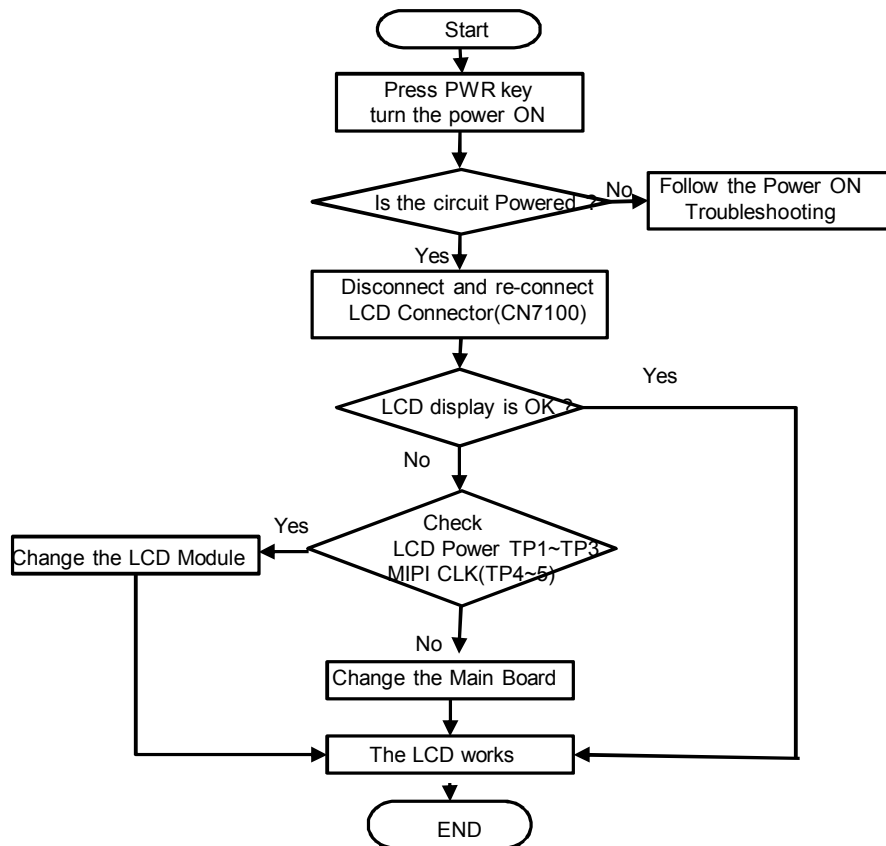 Start
Press PWR key
turn the power ON
Is the circuit Powered ?
No
Follow the Power ON
Troubleshooting
Yes
Disconnect and re-connect
LCD Connector(CN7100)
LCD display is OK ?
Yes
No
Check
LCD Power TP1~TP3
MIPI CLK(TP4~5)
Yes
Change the LCD Module
No
Change the Main Board
The LCD works
END